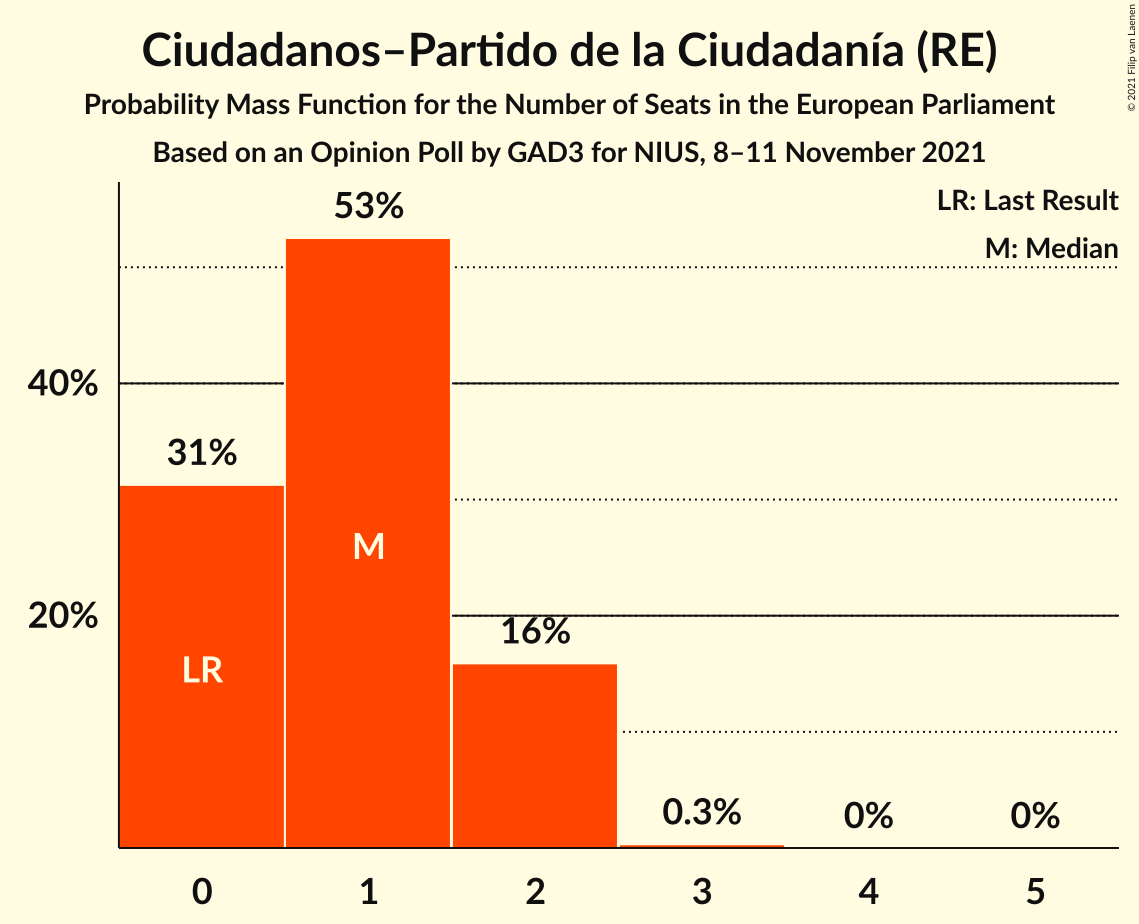 Ciudadanos–Partido de la Ciudadanía (RE)
Probability Mass Function for the Number of Seats in the European Parliament
Based on an Opinion Poll by GAD3 for NIUS, 8–11 November 2021
© 2021 Filip van Laenen
LR: Last Result
M: Median
53%
40%
31%
M
20%
16%
LR
0.3%
0%
0%
0
1
2
3
4
5